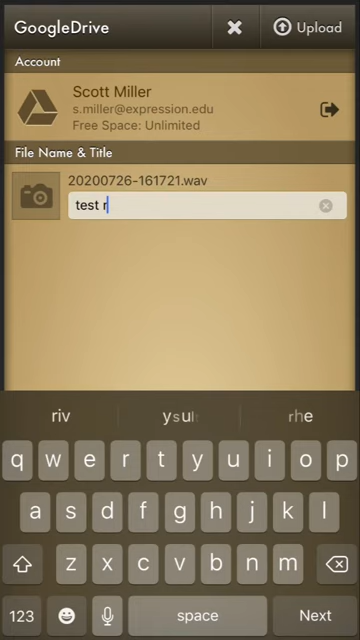 GoogleDrive
Upload
Account
Scott Miller
s.miller@expression.edu
Free Space: Unlimited
File Name & Title
20200726-161721.wav
test r
riv
rhe
q w e r t y u i o p
a s d f g h j k l
z x c v b n m
123 space Next